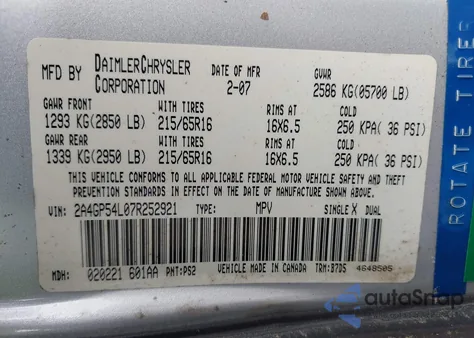 MFD BY DAIMLERCHRYSLER CORPORATION DATE OF MFR 2-07 GVWR 2586 KG(05700 LB)
GAWR FRONT WITH TIRES RIMS AT COLD
1293 KG(2850 LB) 215/65R16 16X6.5 250 KPA( 36 PSI)
GAWR REAR WITH TIRES RIMS AT COLD
1339 KG(2950 LB) 215/65R16 16X6.5 250 KPA( 36 PSI)
THIS VEHICLE CONFORMS TO ALL APPLICABLE FEDERAL MOTOR VEHICLE SAFETY AND THEFT PREVENTION
STANDARDS IN EFFECT ON THE DATE OF MANUFACTURE SHOWN ABOVE.
VIN: 2A4GP54L07R252921 TYPE: MPV SINGLE X DUAL
MDH: 020221 601AA PNT:PS2 VEHICLE MADE IN CANADA TRM:B7D5 4648505
ROTATE TIRE
autoSnap